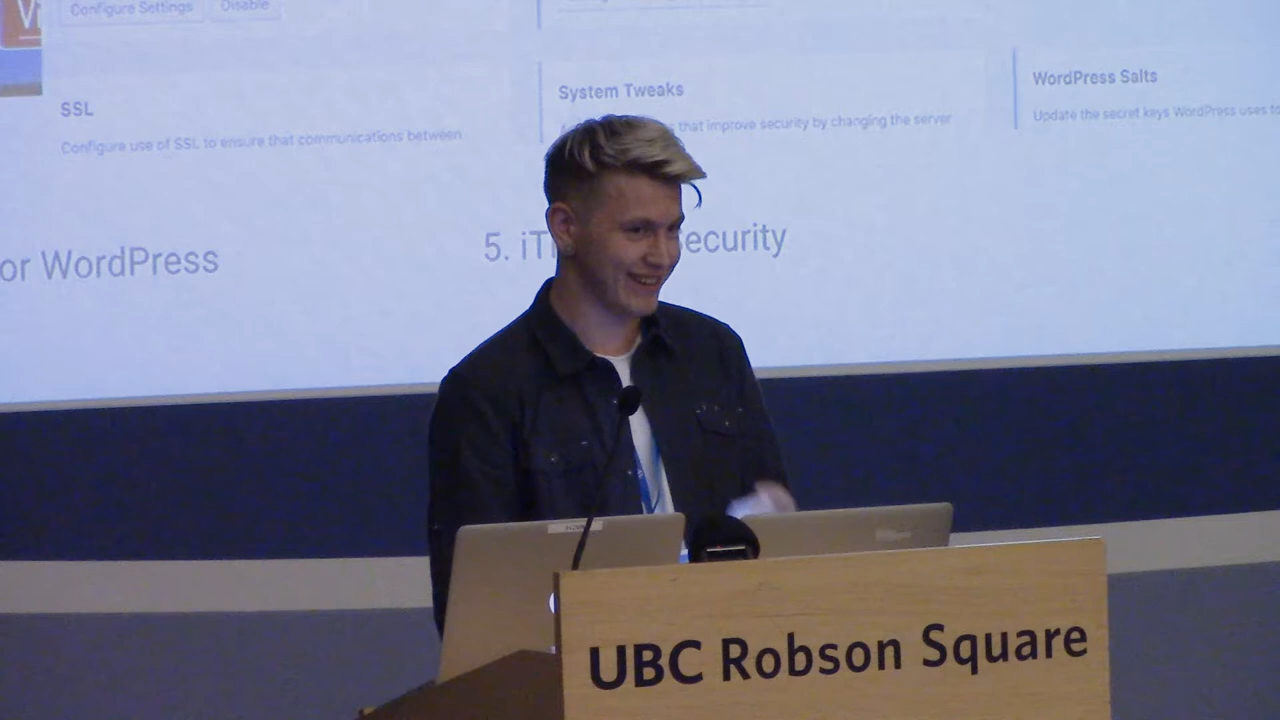 Configure Settings
Disable
SSL
Configure use of SSL to ensure that communications between
System Tweaks
that improve security by changing the server
WordPress Salts
Update the secret keys WordPress uses to
or WordPress
5. iT
ecurity
UBC Robson Square